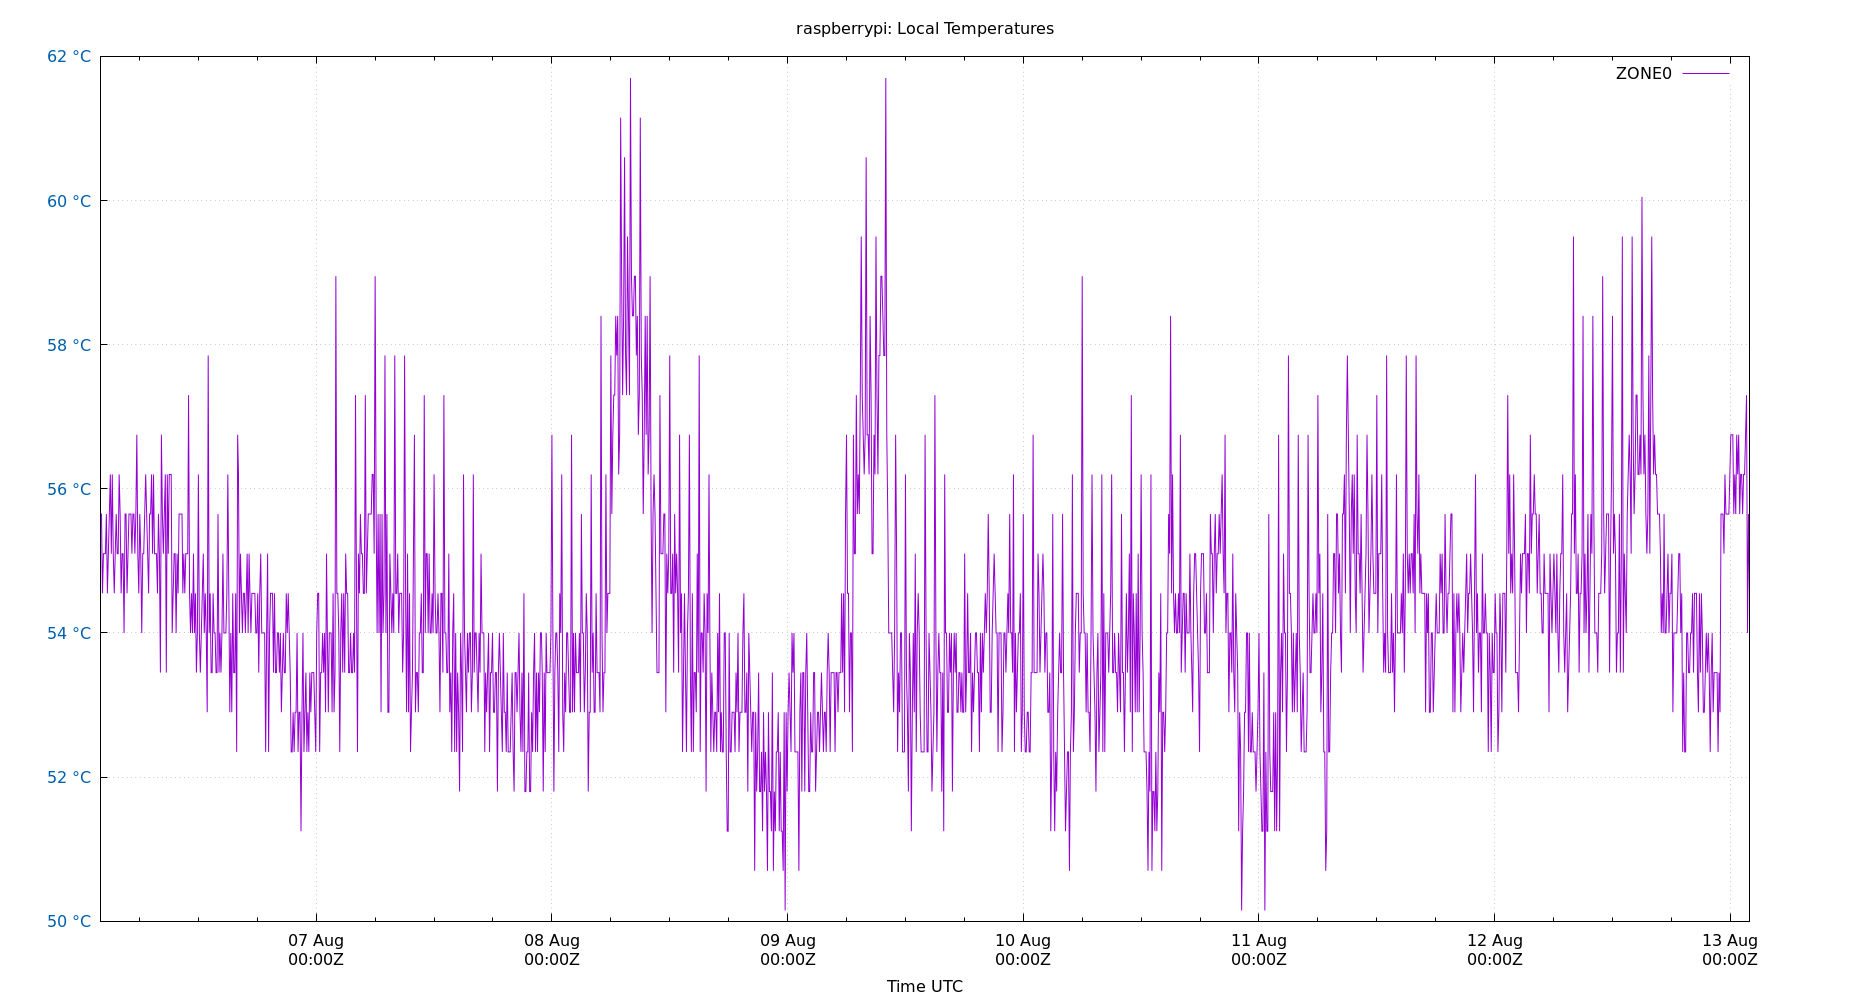 raspberrypi: Local Temperatures
62 °C
ZONE0
60 °C
58 °C
56 °C
54 °C
52 °C
50 °C
07 Aug 08 Aug 09 Aug 10 Aug 11 Aug 12 Aug 13 Aug
00:00Z 00:00Z 00:00Z 00:00Z 00:00Z 00:00Z 00:00Z
Time UTC